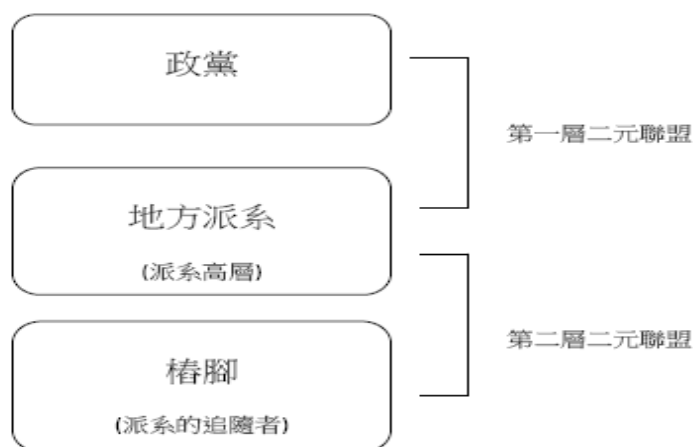 政黨
第一層二元聯盟
地方派系
(派系高層)
第二層二元聯盟
樁腳
(派系的追隨者)